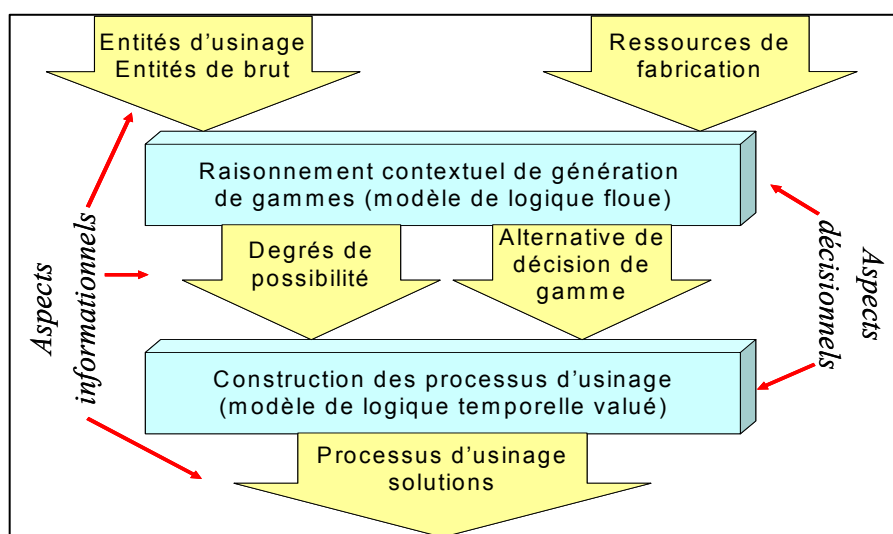 Entités d'usinage
Entités de brut
Ressources de
fabrication
Raisonnement contextuel de génération
de gammes (modèle de logique floue)
Degrés de
possibilité
Alternative de
décision de
gamme
Construction des processus d'usinage
(modèle de logique temporelle valué)
Processus d'usinage
solutions
Aspects
informationnels
Aspects
décisionnels